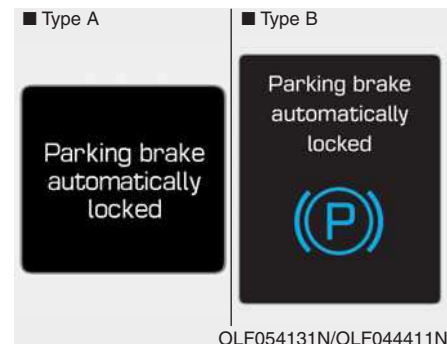 ■ Type A
Parking brake
automatically
locked
■ Type B
Parking brake
automatically
locked
P
OLF054131N/OLF044411N